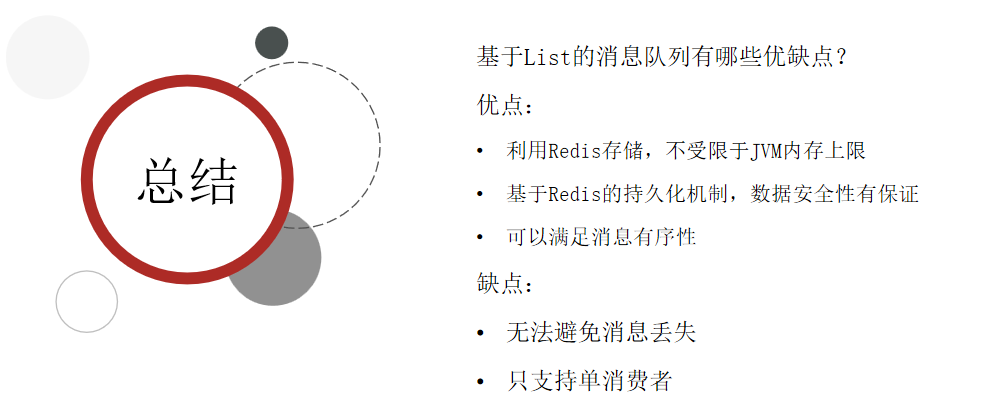 总结
基于List的消息队列有哪些优缺点？
优点：
• 利用Redis存储，不受限于JVM内存上限
• 基于Redis的持久化机制，数据安全性有保证
• 可以满足消息有序性
缺点：
• 无法避免消息丢失
• 只支持单消费者